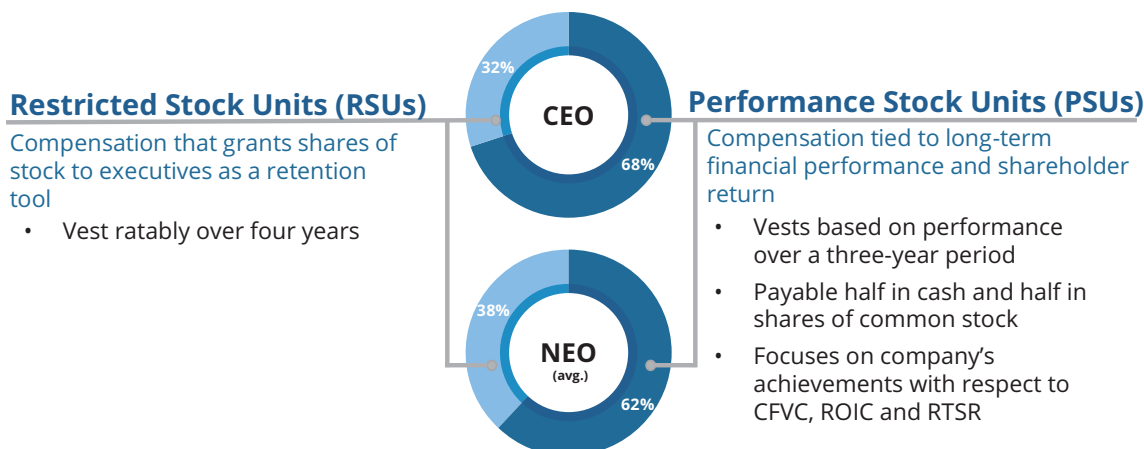 Restricted Stock Units (RSUs)
Compensation that grants shares of
stock to executives as a retention
tool
• Vest ratably over four years
32%
CEO
68%
38%
NEO
(avg.)
62%
Performance Stock Units (PSUs)
Compensation tied to long-term
financial performance and shareholder
return
• Vests based on performance
over a three-year period
• Payable half in cash and half in
shares of common stock
• Focuses on company’s
achievements with respect to
CFVC, ROIC and RTSR